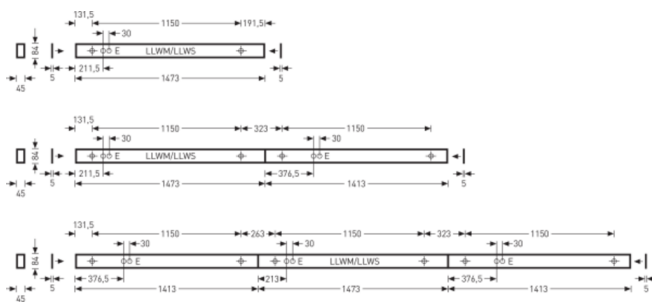 131,5 1150 191,5
30
84 E LLWM/LLWS
211,5
45 5 1473 5
131,5 1150 323 1150
30 30
84 E LLWM/LLWS E
211,5 376,5
45 5 1473 1413 5
131,5 1150 263 1150 323 1150
30 30 30
84 E E LLWM/LLWS E
376,5 213 376,5
45 5 1413 1473 1413 5